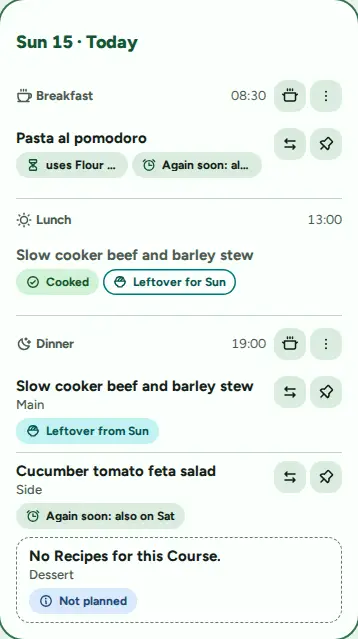 Sun 15 · Today
Breakfast 08:30
Pasta al pomodoro
uses Flour ... Again soon: al...
Lunch 13:00
Slow cooker beef and barley stew
Cooked Leftover for Sun
Dinner 19:00
Slow cooker beef and barley stew
Main
Leftover from Sun
Cucumber tomato feta salad
Side
Again soon: also on Sat
No Recipes for this Course.
Dessert
Not planned